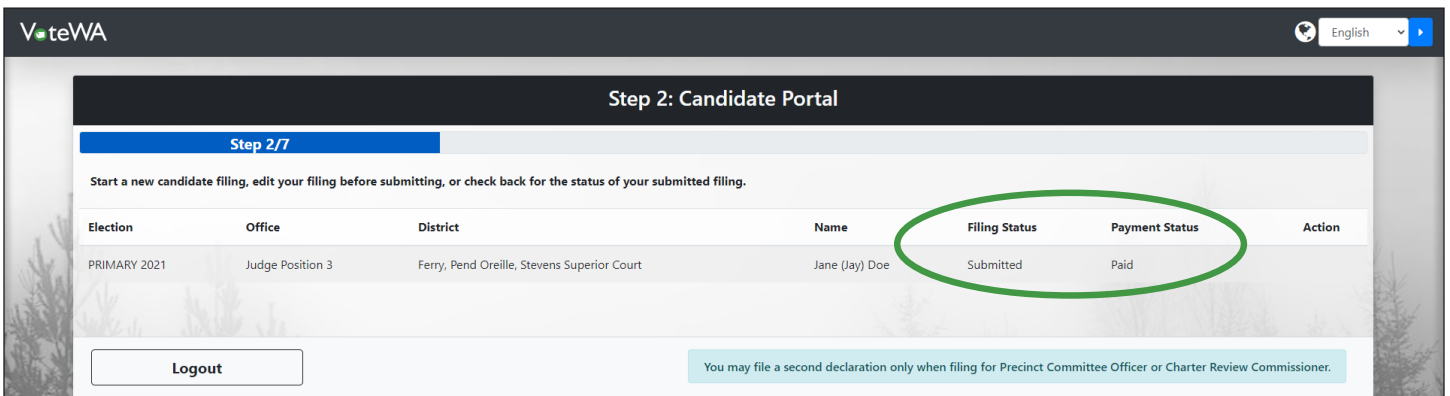 VoteWA
English
Step 2: Candidate Portal
Step 2/7
Start a new candidate filing, edit your filing before submitting, or check back for the status of your submitted filing.
Election Office District Name Filing Status Payment Status Action
PRIMARY 2021 Judge Position 3 Ferry, Pend Oreille, Stevens Superior Court Jane (Jay) Doe Submitted Paid
Logout
You may file a second declaration only when filing for Precinct Committee Officer or Charter Review Commissioner.